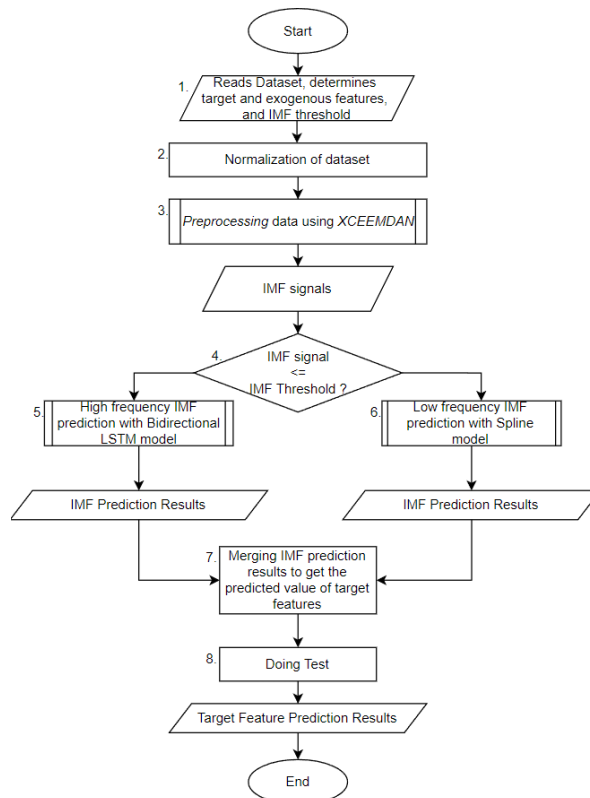 Start
1.
Reads Dataset, determines
target and exogenous features,
and IMF threshold
2.
Normalization of dataset
3.
Preprocessing data using XCEEMDAN
IMF signals
4.
IMF signal
<=
IMF Threshold ?
5.
High frequency IMF
prediction with Bidirectional
LSTM model
6.
Low frequency IMF
prediction with Spline
model
IMF Prediction Results
IMF Prediction Results
7.
Merging IMF prediction
results to get the
predicted value of target
features
8.
Doing Test
Target Feature Prediction Results
End